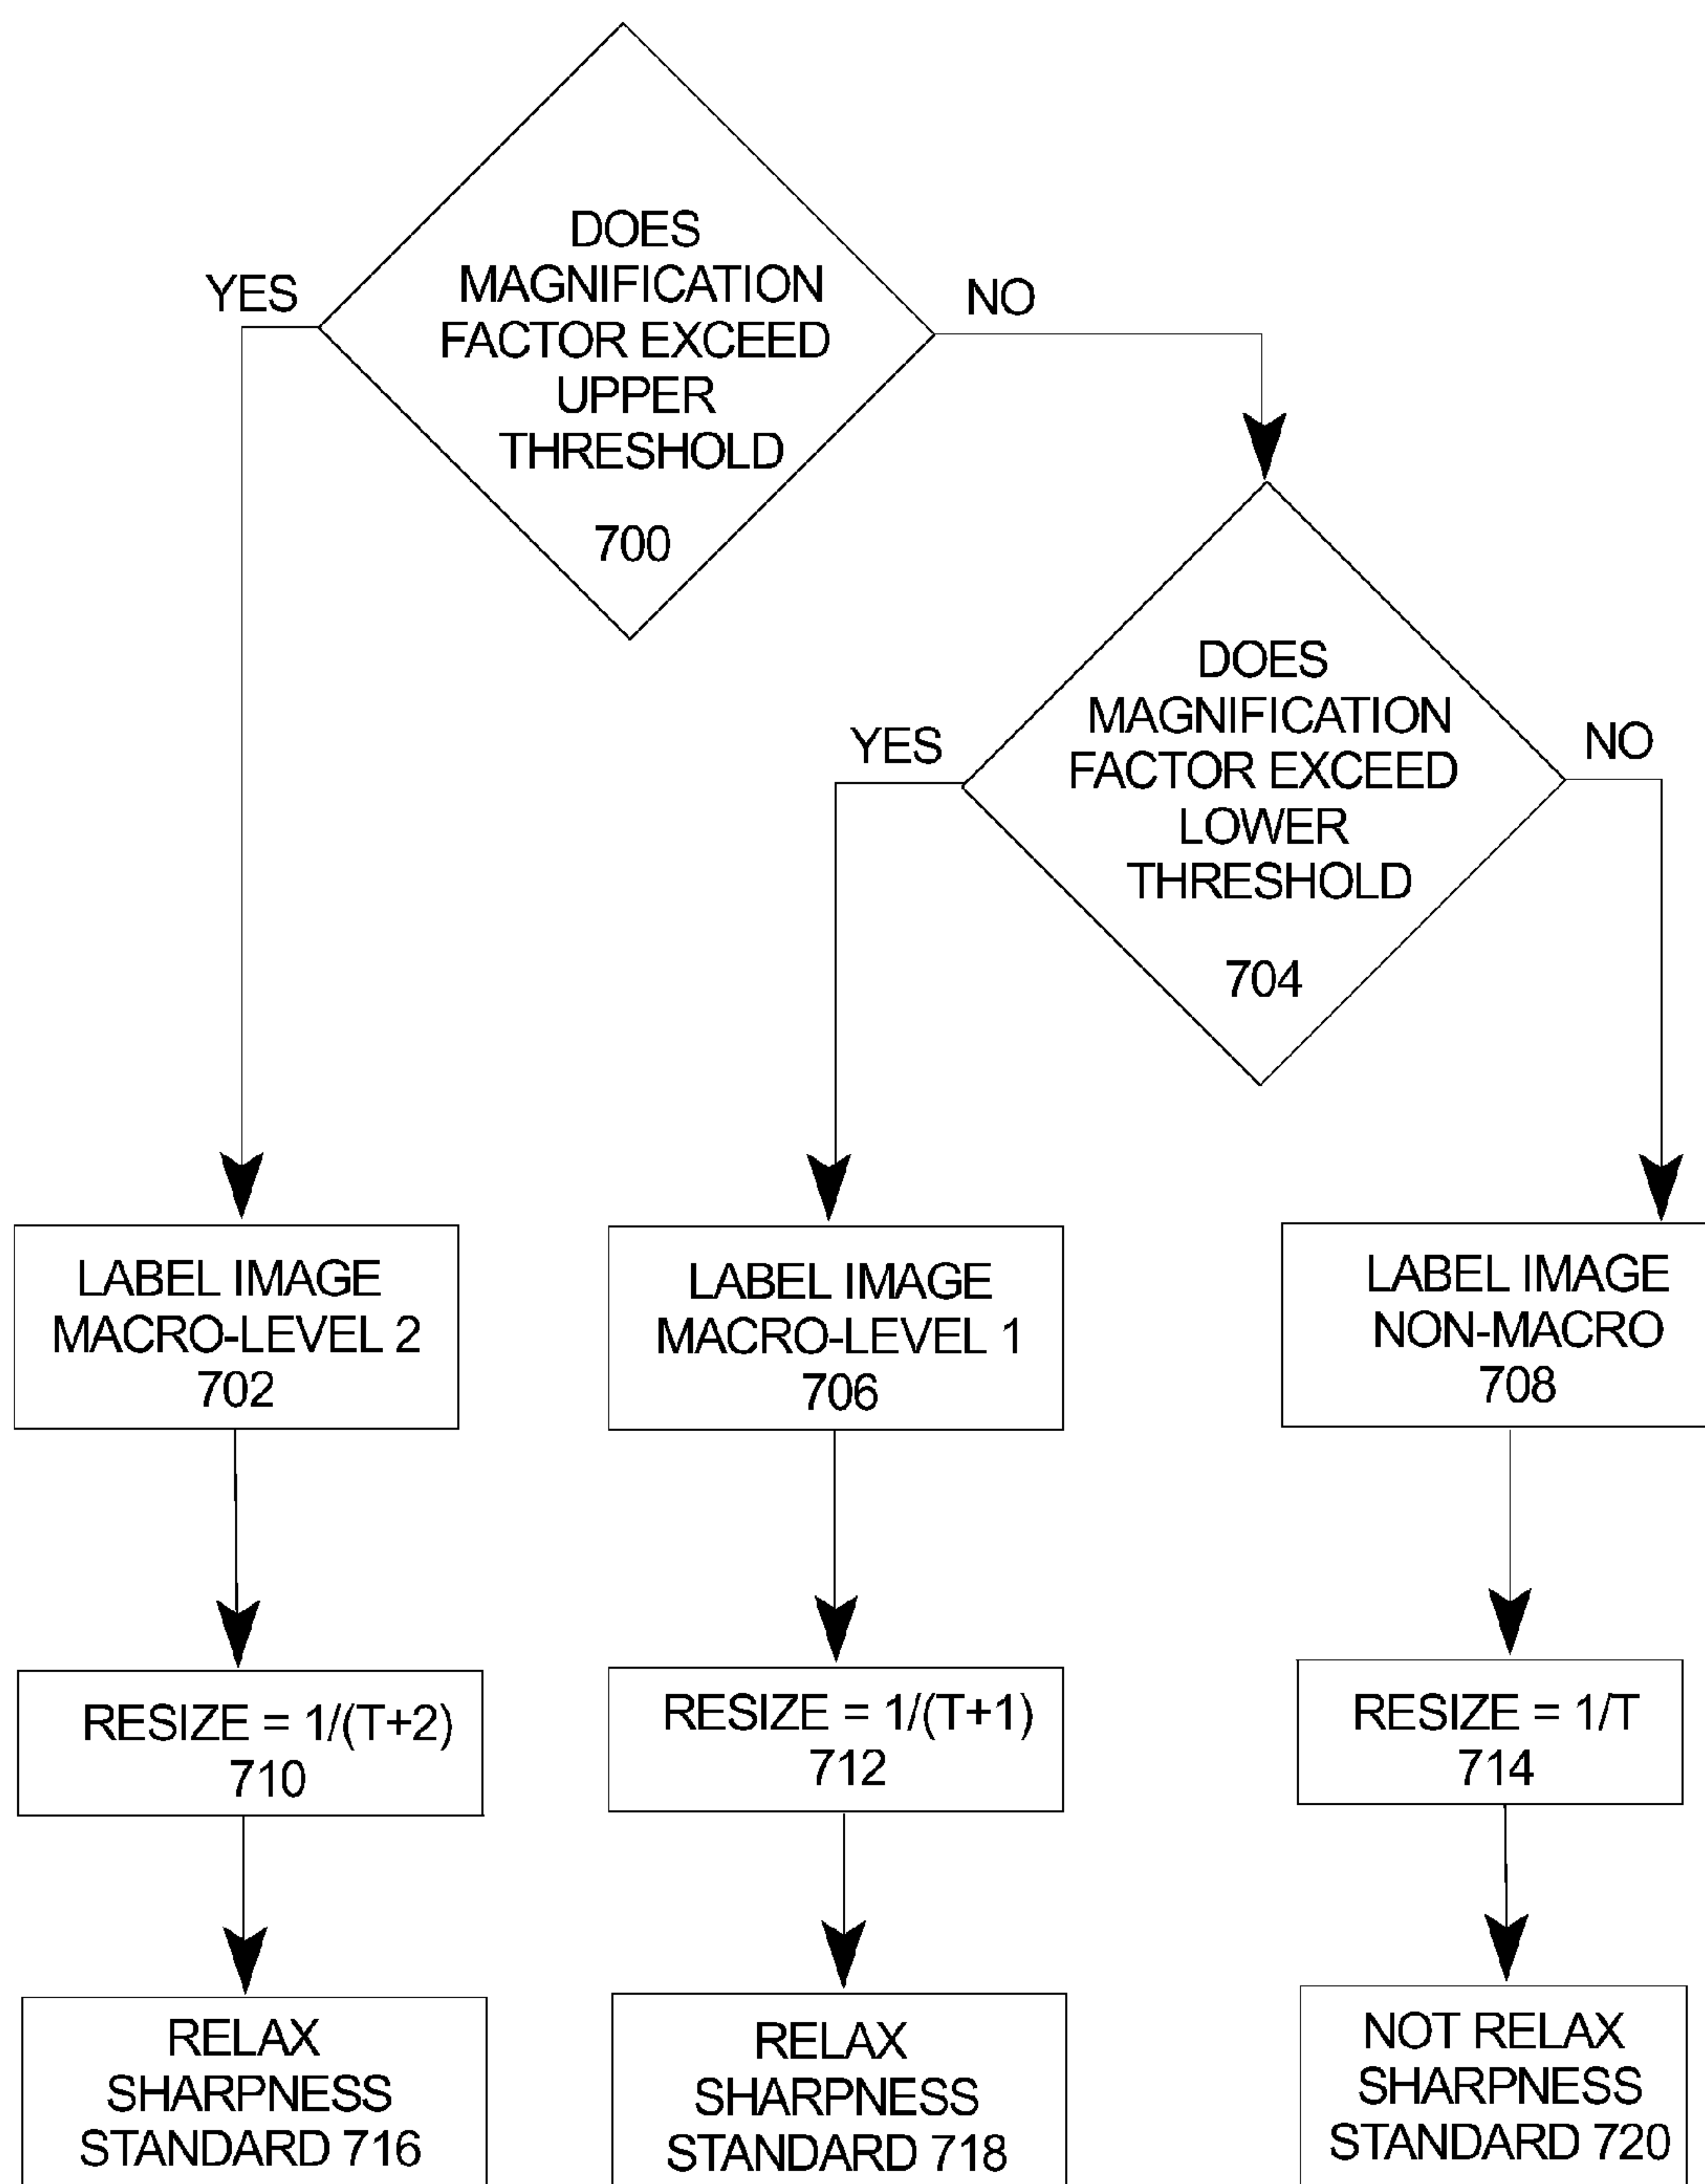 DOES
MAGNIFICATION
FACTOR EXCEED
UPPER
THRESHOLD
700
YES
NO
DOES
MAGNIFICATION
FACTOR EXCEED
LOWER
THRESHOLD
704
YES
NO
LABEL IMAGE
MACRO-LEVEL 2
702
LABEL IMAGE
MACRO-LEVEL 1
706
LABEL IMAGE
NON-MACRO
708
RESIZE = 1/(T+2)
710
RESIZE = 1/(T+1)
712
RESIZE = 1/T
714
RELAX
SHARPNESS
STANDARD 716
RELAX
SHARPNESS
STANDARD 718
NOT RELAX
SHARPNESS
STANDARD 720